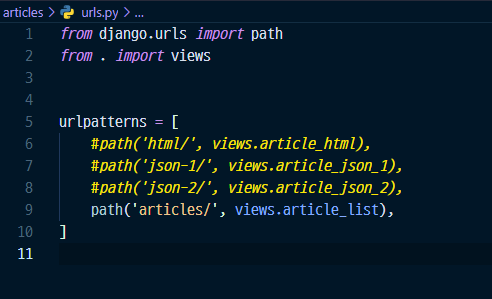 articles > urls.py > ...
1 from django.urls import path
2 from . import views
3
4
5 urlpatterns = [
6 #path('html/', views.article_html),
7 #path('json-1/', views.article_json_1),
8 #path('json-2/', views.article_json_2),
9 path('articles/', views.article_list),
10 ]
11